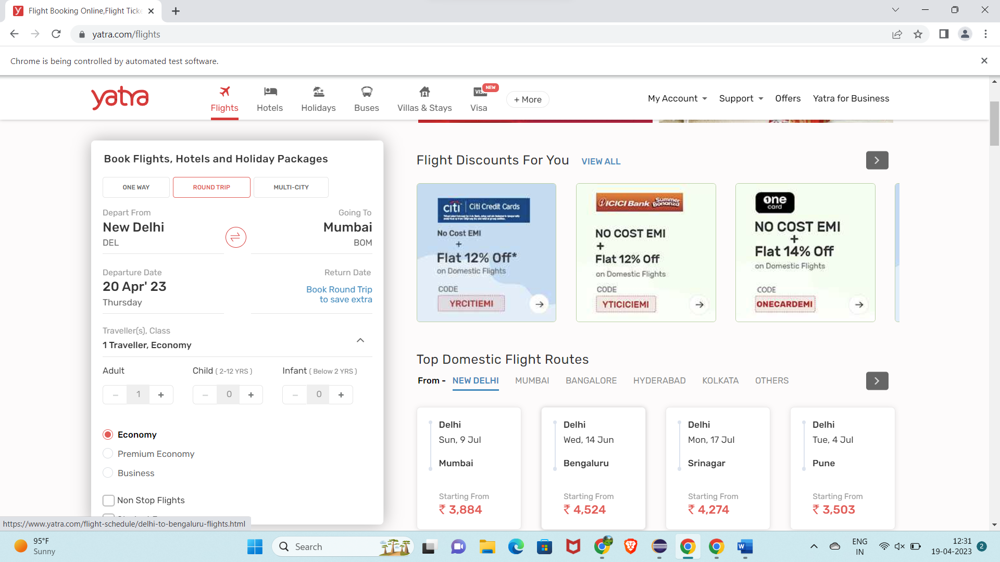 Flight Booking Online,Flight Ticke
yatra.com/flights
Chrome is being controlled by automated test software.
yatra
Flights
Hotels
Holidays
Buses
Villas & Stays
VISA
NEW
Visa
+ More
My Account
Support
Offers
Yatra for Business
Book Flights, Hotels and Holiday Packages
ONE WAY
ROUND TRIP
MULTI-CITY
Depart From
New Delhi
DEL
Going To
Mumbai
BOM
Departure Date
20 Apr' 23
Thursday
Return Date
Book Round Trip
to save extra
Traveller(s), Class
1 Traveller, Economy
Adult
Child ( 2-12 YRS )
Infant ( Below 2 YRS )
– 1 +
– 0 +
– 0 +
Economy
Premium Economy
Business
Non Stop Flights
https://www.yatra.com/flight-schedule/delhi-to-bengaluru-flights.html
Flight Discounts For You
VIEW ALL
citi Citi Credit Cards
No Cost EMI
+
Flat 12% Off*
on Domestic Flights
CODE
YRCITIEMI
ICICI Bank Summer Bonanza
NO COST EMI
+
Flat 12% Off
on Domestic Flights
CODE
YTICICIEMI
one
card
NO COST EMI
+
Flat 14% Off
on Domestic Flights
CODE
ONECARDEMI
Top Domestic Flight Routes
From - NEW DELHI MUMBAI BANGALORE HYDERABAD KOLKATA OTHERS
Delhi
Sun, 9 Jul
Mumbai
Starting From
₹ 3,884
Delhi
Wed, 14 Jun
Bengaluru
Starting From
₹ 4,524
Delhi
Mon, 17 Jul
Srinagar
Starting From
₹ 4,274
Delhi
Tue, 4 Jul
Pune
Starting From
₹ 3,503
95°F
Sunny
Search
ENG
IN
12:31
19-04-2023
2